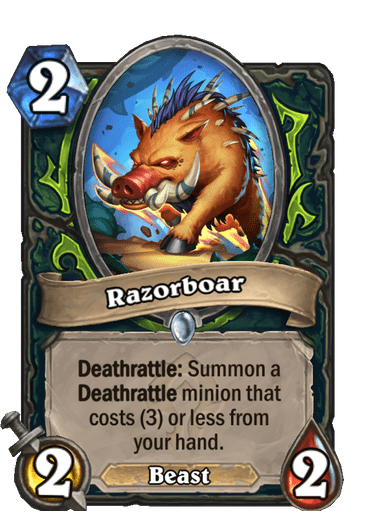 2
Razorboar
Deathrattle: Summon a
Deathrattle minion that
costs (3) or less from
your hand.
2
Beast
2